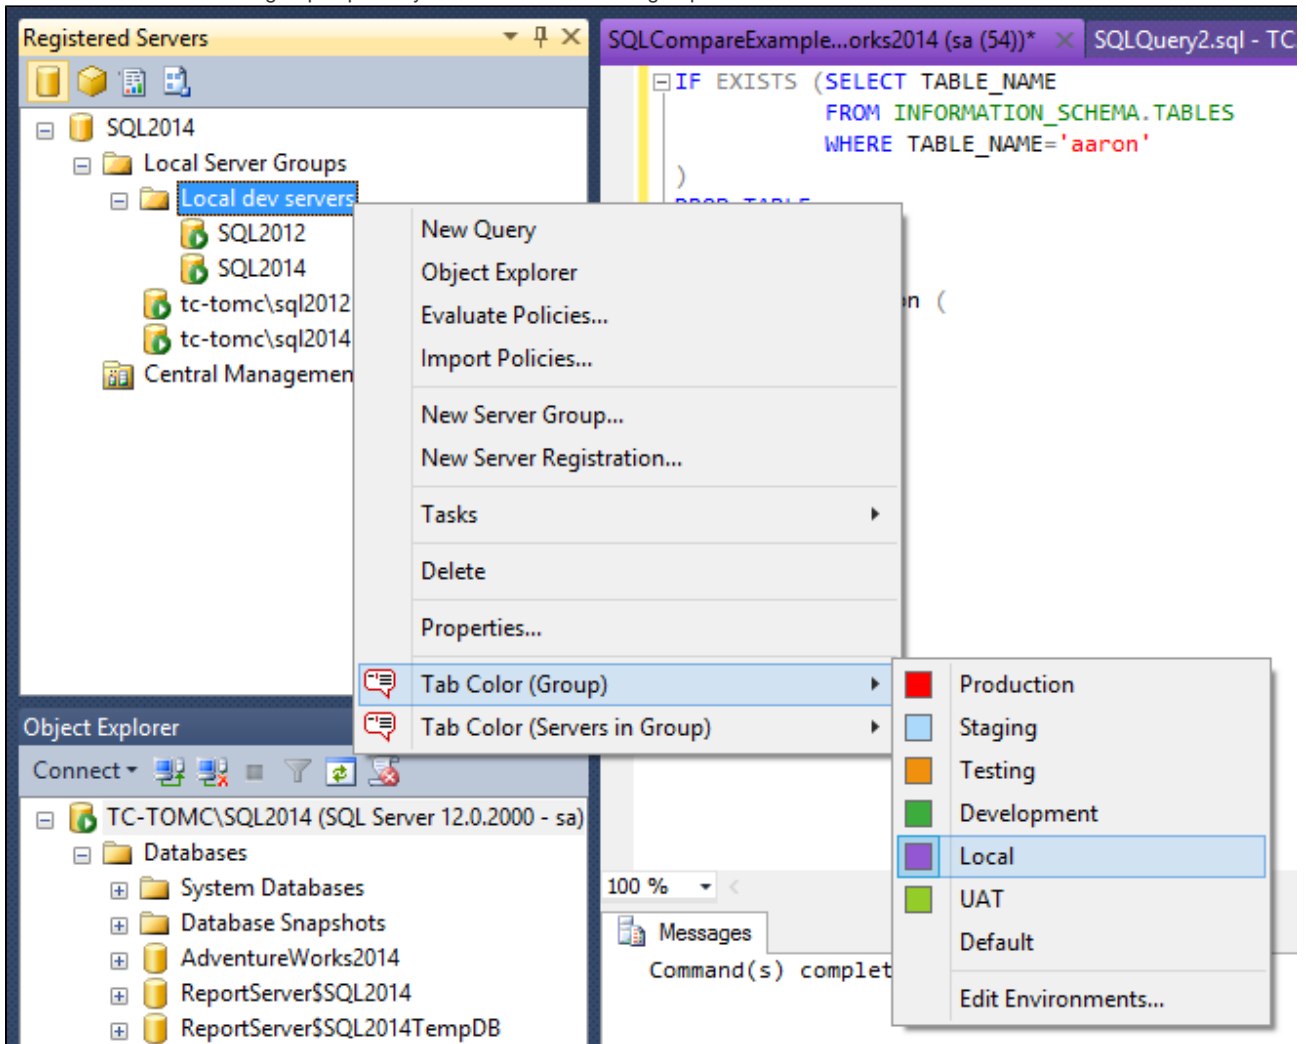 Registered Servers
SQL2014
Local Server Groups
Local dev servers
SQL2012
SQL2014
tc-tomc\sql2012
tc-tomc\sql2014
Central Managemen
SQLCompareExample...orks2014 (sa (54))*
SQLQuery2.sql - TC
IF EXISTS (SELECT TABLE_NAME
FROM INFORMATION_SCHEMA.TABLES
WHERE TABLE_NAME='aaron'
)
DROP TABLE
on (
New Query
Object Explorer
Evaluate Policies...
Import Policies...
New Server Group...
New Server Registration...
Tasks
Delete
Properties...
Tab Color (Group)
Tab Color (Servers in Group)
Production
Staging
Testing
Development
Local
UAT
Default
Edit Environments...
Object Explorer
Connect
TC-TOMC\SQL2014 (SQL Server 12.0.2000 - sa)
Databases
System Databases
Database Snapshots
AdventureWorks2014
ReportServer$SQL2014
ReportServer$SQL2014TempDB
100 %
Messages
Command(s) complet